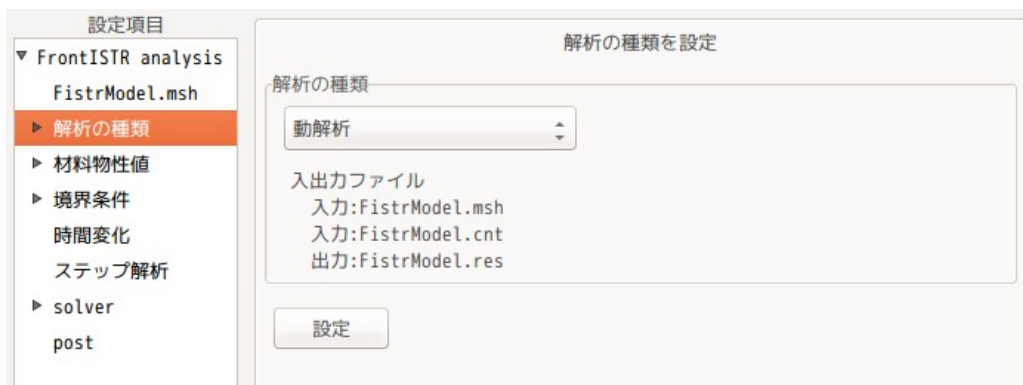 設定項目
FrontISTR analysis
FistrModel.msh
解析の種類
材料物性値
境界条件
時間変化
ステップ解析
solver
post
解析の種類を設定
解析の種類
動解析
入出力ファイル
入力:FistrModel.msh
入力:FistrModel.cnt
出力:FistrModel.res
設定